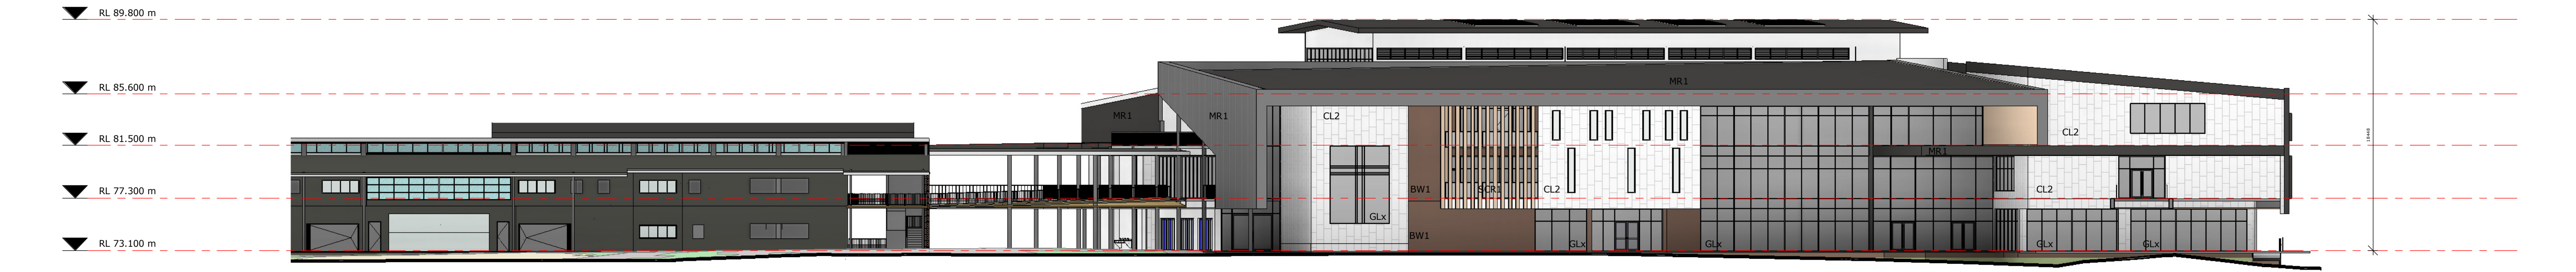 RL 89.800 m
MR1
RL 85.600 m
MR1
MR1
CL2
CL2
RL 81.500 m
MR1
RL 77.300 m
BW1
SCR1
CL2
CL2
GLx
BW1
RL 73.100 m
GLx
GLx
GLx
GLx